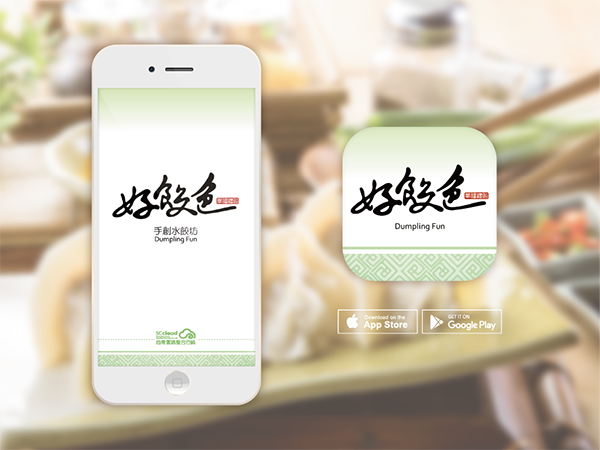 好餃色
手創水餃坊
Dumpling Fun
SCcloud
好餃色
Dumpling Fun
Download on the
App Store
GET IT ON
Google Play